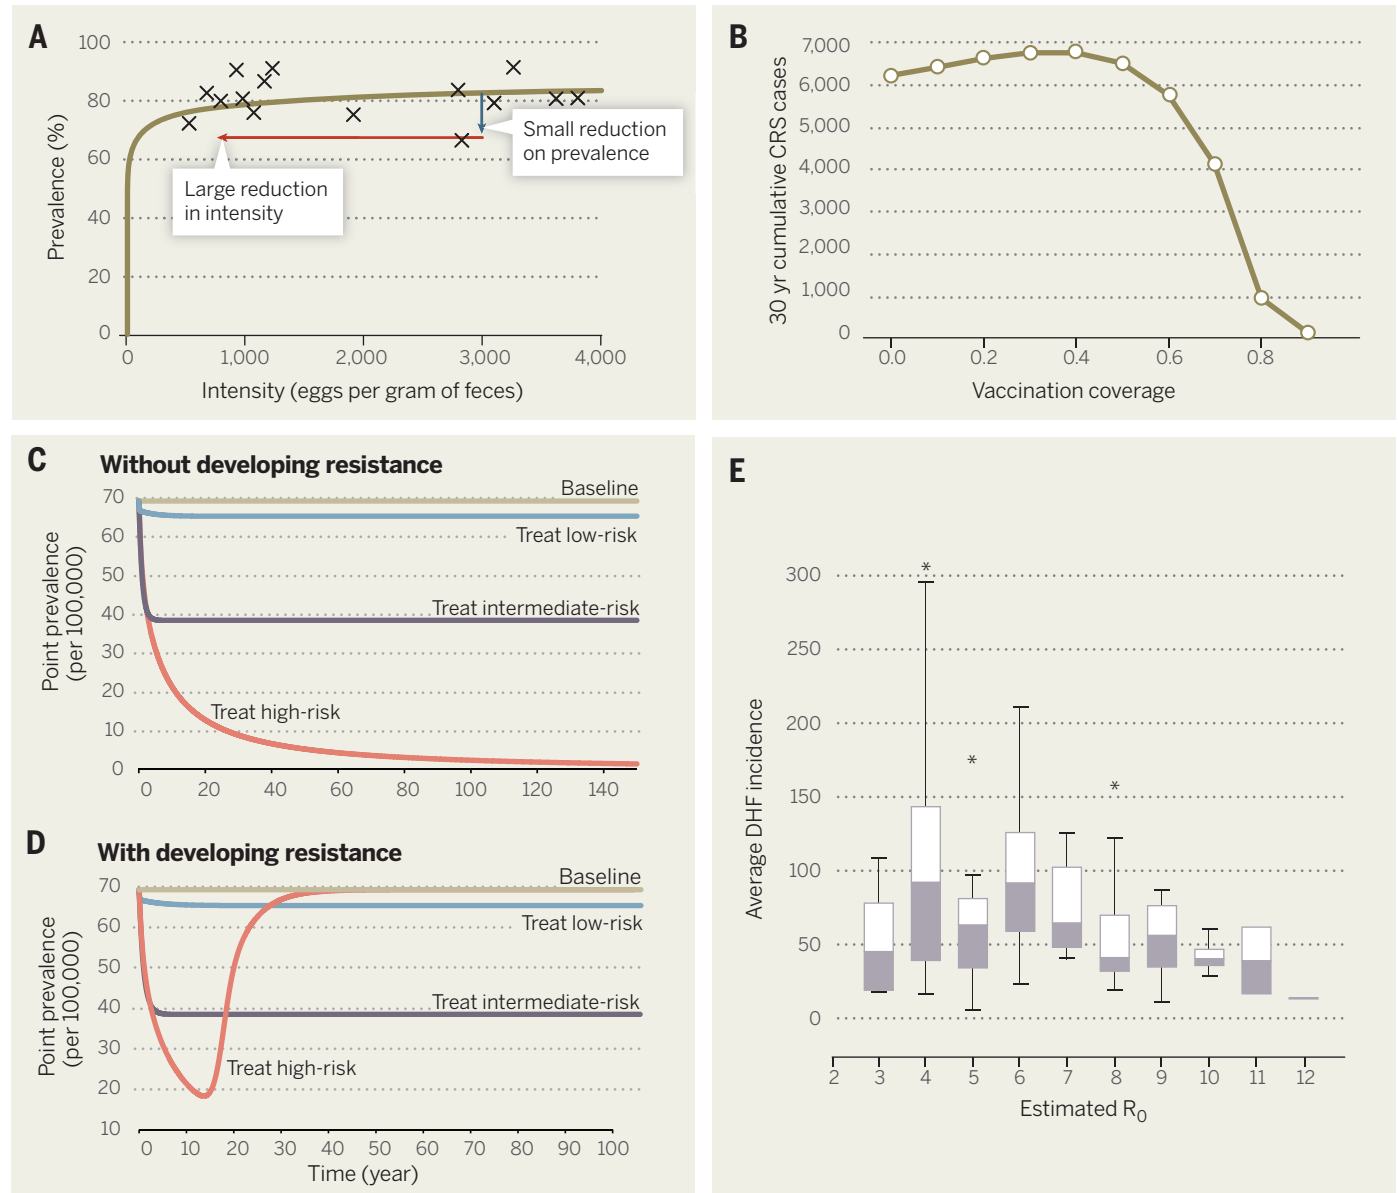 A
100
80
60
40
20
0
Prevalence (%)
Small reduction
on prevalence
Large reduction
in intensity
0
1,000
2,000
3,000
4,000
Intensity (eggs per gram of feces)
B
7,000
6,000
5,000
4,000
3,000
2,000
1,000
0
30 yr cumulative CRS cases
0.0
0.2
0.4
0.6
0.8
Vaccination coverage
C
Without developing resistance
70
60
50
40
30
20
10
0
Point prevalence
(per 100,000)
Baseline
Treat low-risk
Treat intermediate-risk
Treat high-risk
0
20
40
60
80
100
120
140
D
With developing resistance
70
60
50
40
30
20
10
Point prevalence
(per 100,000)
Baseline
Treat low-risk
Treat intermediate-risk
Treat high-risk
0
10
20
30
40
50
60
70
80
90
100
Time (year)
E
300
250
200
150
100
50
0
Average DHF incidence
*
*
*
2
3
4
5
6
7
8
9
10
11
12
Estimated R0